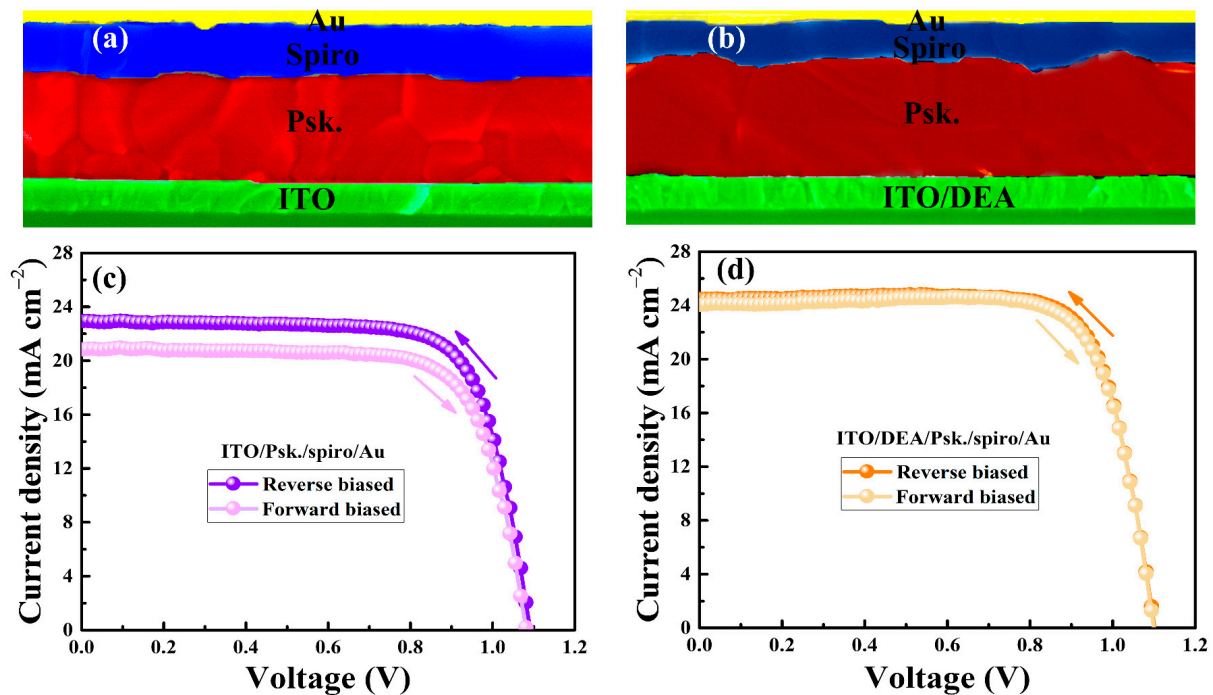 (a)
Au
Spiro
Psk.
ITO
(b)
Au
Spiro
Psk.
ITO/DEA
(c)
Current density (mA cm⁻²)
28
24
20
16
12
8
4
0
ITO/Psk./spiro/Au
Reverse biased
Forward biased
0.0 0.2 0.4 0.6 0.8 1.0 1.2
Voltage (V)
(d)
Current density (mA cm⁻²)
28
24
20
16
12
8
4
0
ITO/DEA/Psk./spiro/Au
Reverse biased
Forward biased
0.0 0.2 0.4 0.6 0.8 1.0 1.2
Voltage (V)